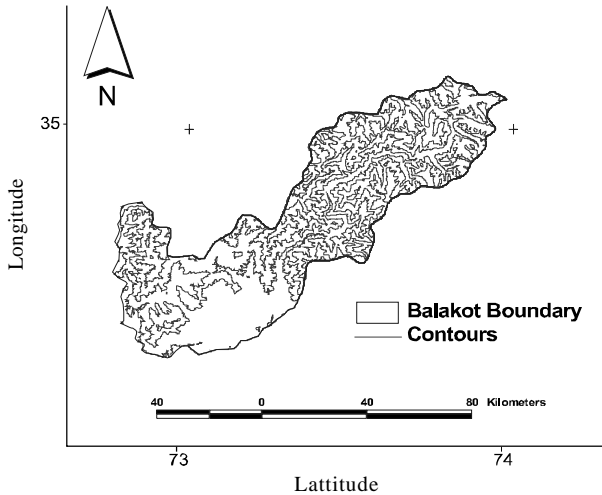 N
35
Longitude
Balakot Boundary
Contours
40 0 40 80 Kilometers
73 74
Lattitude